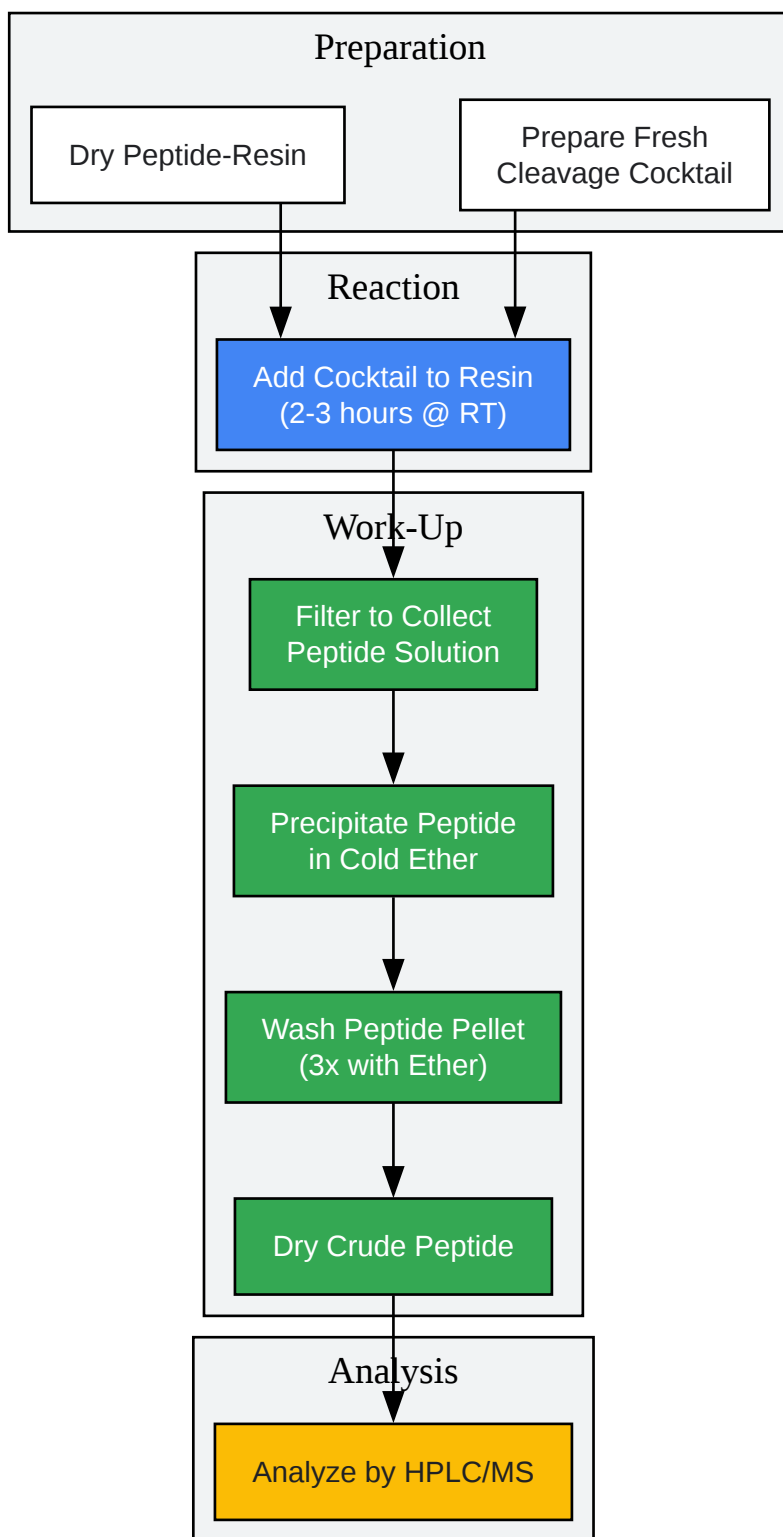 Preparation
Dry Peptide-Resin
Prepare Fresh
Cleavage Cocktail
Reaction
Add Cocktail to Resin
(2-3 hours @ RT)
Work-Up
Filter to Collect
Peptide Solution
Precipitate Peptide
in Cold Ether
Wash Peptide Pellet
(3x with Ether)
Dry Crude Peptide
Analysis
Analyze by HPLC/MS